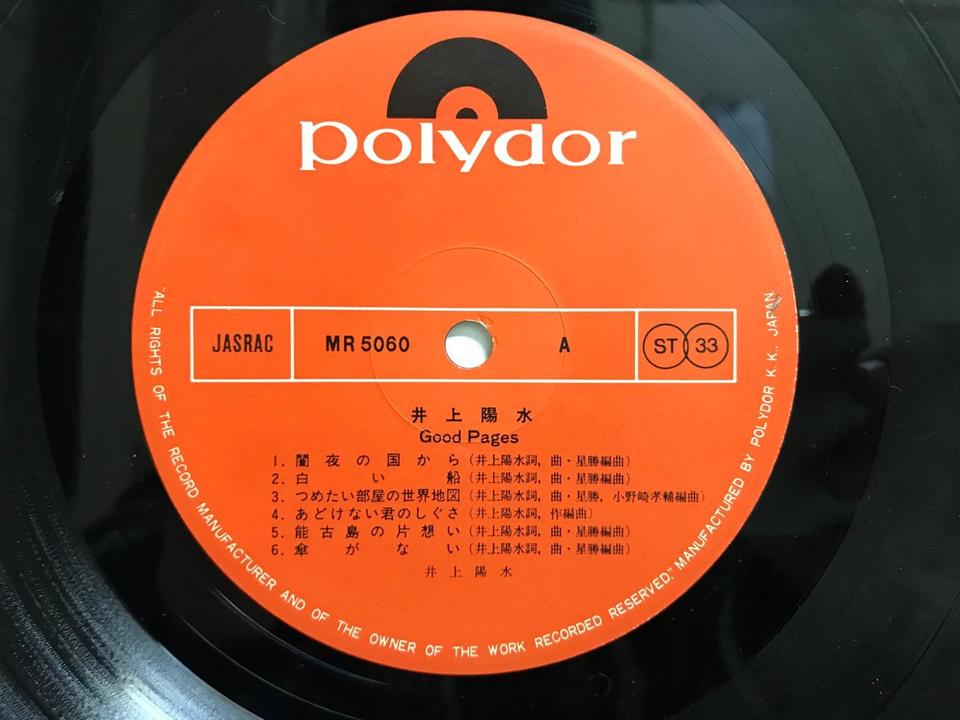 polydor
JASRAC MR 5060 A ST 33
井上陽水
Good Pages
1. 闇夜の国から (井上陽水詞, 曲・星勝編曲)
2. 白い船 (井上陽水詞, 曲・星勝編曲)
3. つめたい部屋の世界地図 (井上陽水詞, 曲・星勝, 小野崎孝輔編曲)
4. あどけない君のしぐさ (井上陽水詞, 作編曲)
5. 能古島の片想い (井上陽水詞, 曲・星勝編曲)
6. 傘がない (井上陽水詞, 曲・星勝編曲)
井上陽水
"ALL RIGHTS OF THE RECORD MANUFACTURER AND OF THE OWNER OF THE WORK RECORDED RESERVED." MANUFACTURED BY POLYDOR K.K., JAPAN